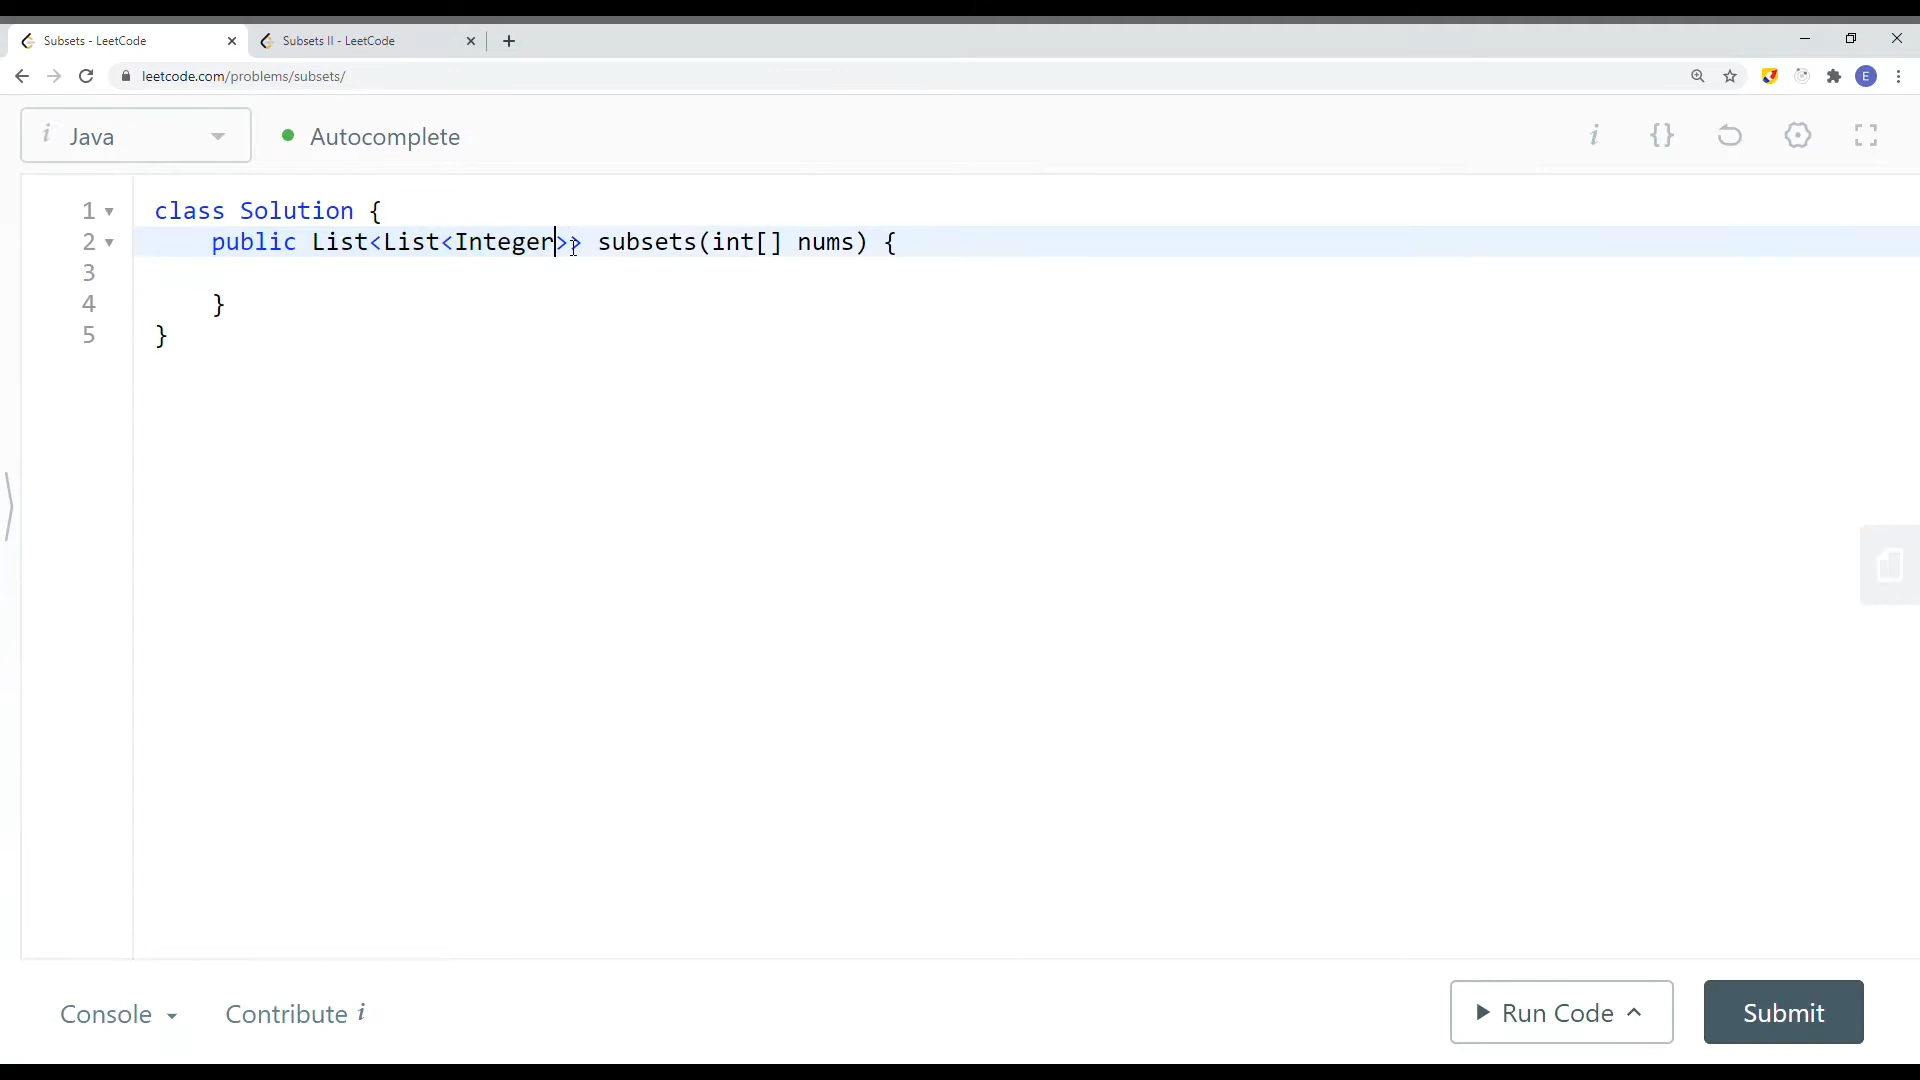 Subsets - LeetCode
Subsets II - LeetCode
leetcode.com/problems/subsets/
E
i Java
Autocomplete
i {}
1 class Solution {
2 public List<List<Integer>> subsets(int[] nums) {
3
4 }
5 }
Console
Contribute i
Run Code
Submit